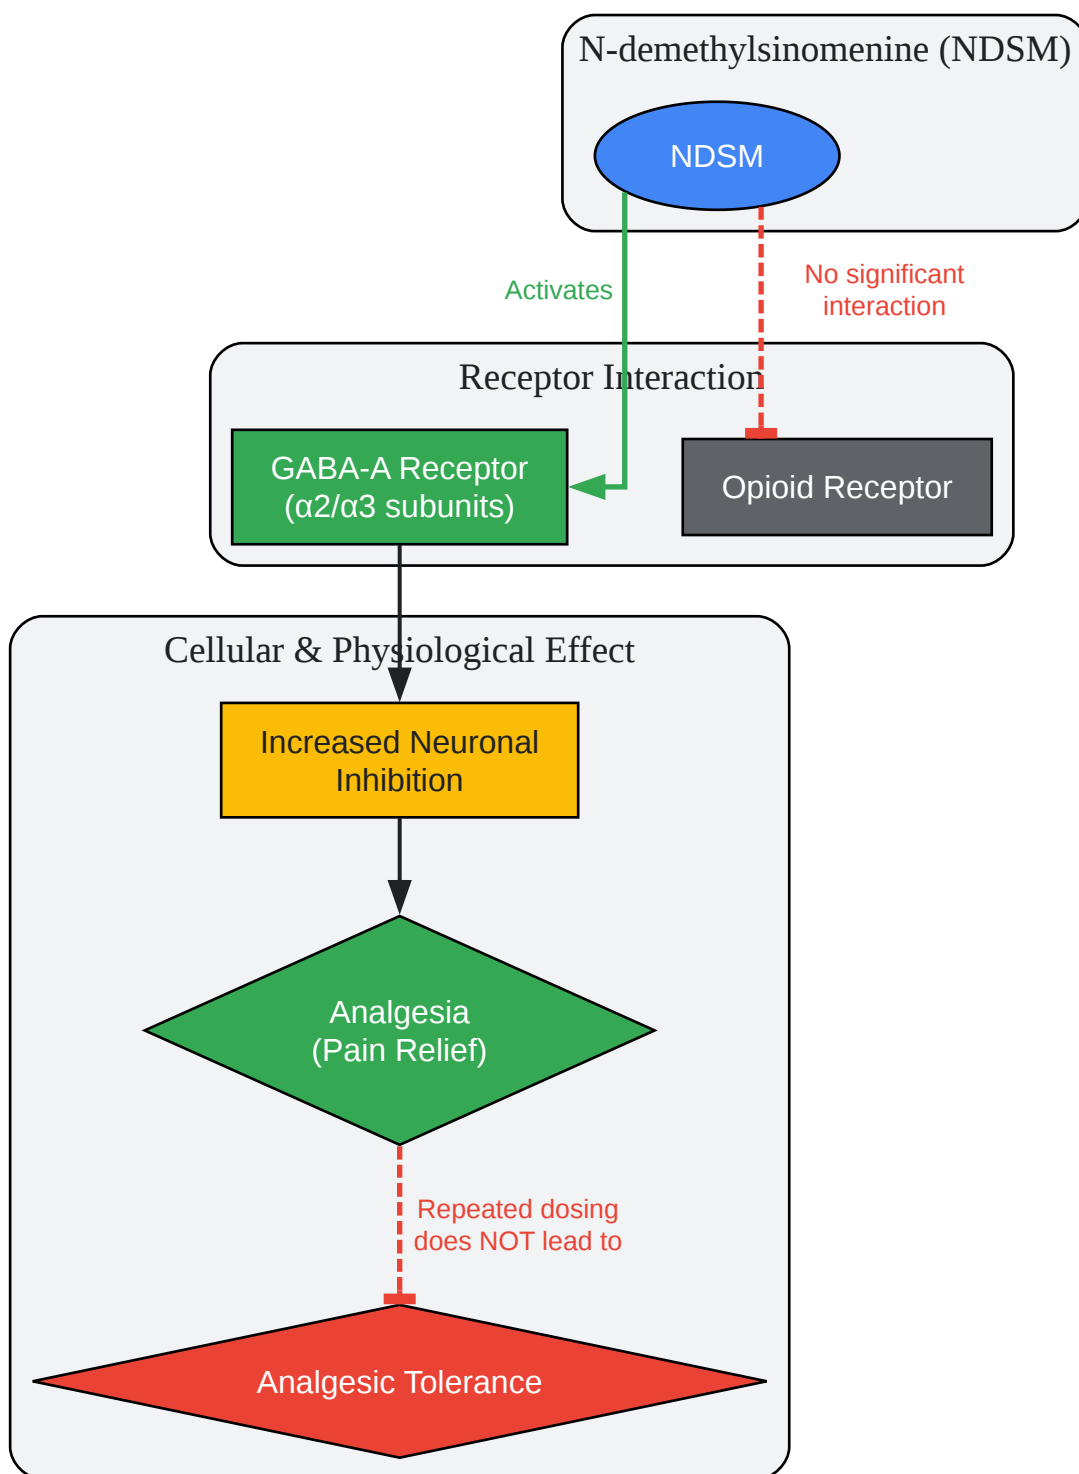 N-demethylsinomenine (NDSM)
NDSM
Activates
No significant
interaction
Receptor Interaction
GABA-A Receptor
(α2/α3 subunits)
Opioid Receptor
Cellular & Physiological Effect
Increased Neuronal
Inhibition
Analgesia
(Pain Relief)
Repeated dosing
does NOT lead to
Analgesic Tolerance